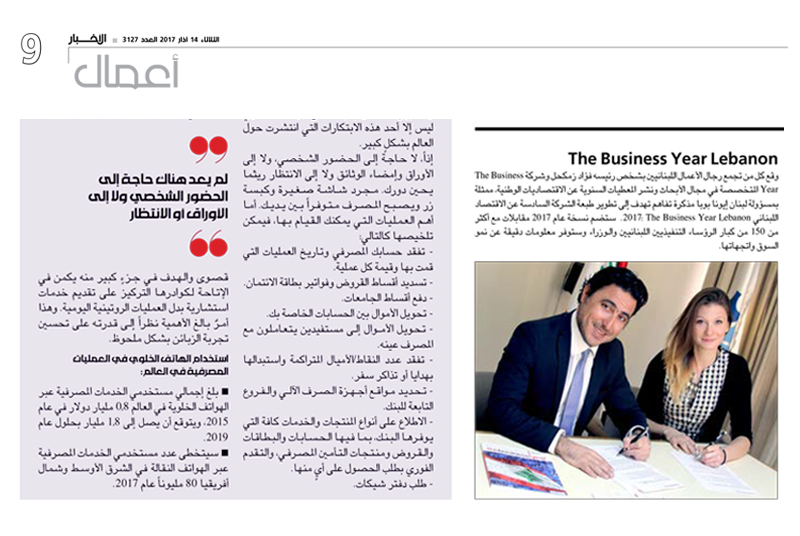 9
الأخبار ■ الثلاثاء 14 آذار 2017 العدد 3127
أعمال
The Business Year Lebanon
وقع كل من تجمع رجال الأعمال اللبنانيين بشخص رئيسه فؤاد زمكحل وشركة The Business
Year المتخصصة في مجال الأبحاث ونشر المعطيات السنوية عن الاقتصاديات الوطنية، ممثلة
بمسؤولة لبنان إيونا بويا مذكرة تفاهم تهدف إلى تطوير طبعة الشركة السادسة عن الاقتصاد
اللبناني The Business Year Lebanon :2017. ستضم نسخة عام 2017 مقابلات مع أكثر
من 150 من كبار الرؤساء التنفيذيين اللبنانيين والوزراء وستوفر معلومات دقيقة عن نمو
السوق واتجهاتها.
ليس إلا أحد هذه الابتكارات التي انتشرت حول
العالم بشكل كبير.
إذاً، لا حاجة إلى الحضور الشخصي، ولا إلى
الأوراق وإمضاء الوثائق ولا إلى الانتظار ريثما
يحين دورك. مجرد شاشة صغيرة وكبسة
زر ويصبح المصرف متوفراً بين يديك. أما
أهم العمليات التي يمكنك القيام بها، فيمكن
تلخيصها كالتالي:
- تفقد حسابك المصرفي وتاريخ العمليات التي
قمت بها وقيمة كل عملية.
- تسديد أقساط القروض وفواتير بطاقة الائتمان.
- دفع أقساط الجامعات.
- تحويل الأموال بين الحسابات الخاصة بك.
- تحويل الأموال إلى مستفيدين يتعاملون مع
المصرف عينه.
- تفقد عدد النقاط/الأميال المتراكمة واستبدالها
بهدايا أو تذاكر سفر.
- تحديد مواقع أجهزة الصرف الآلي والفروع
التابعة للبنك.
- الاطلاع على أنواع المنتجات والخدمات كافة التي
يوفرها البنك، بما فيها الحسابات والبطاقات
والقروض ومنتجات التأمين المصرفي، والتقدم
الفوري بطلب الحصول على أيٍ منها.
- طلب دفتر شيكات.
لم يعد هناك حاجة إلى
الحضور الشخصي ولا إلى
الأوراق أو الانتظار
قصوى والهدف في جزءٍ كبير منه يكمن في
الإتاحة لكوادرها التركيز على تقديم خدمات
استشارية بدل العمليات الروتينية اليومية. وهذا
أمرٌ بالغ الأهمية نظراً إلى قدرته على تحسين
تجربة الزبائن بشكل ملحوظ.
استخدام الهاتف الخلوي في العمليات
المصرفية في العالم:
■ بلغ إجمالي مستخدمي الخدمات المصرفية عبر
الهواتف الخلوية في العالم 0,8 مليار دولار في عام
2015، ويتوقع أن يصل إلى 1,8 مليار بحلول عام
2019.
■ سيتخطى عدد مستخدمي الخدمات المصرفية
عبر الهواتف النقالة في الشرق الأوسط وشمال
أفريقيا 80 مليوناً عام 2017.